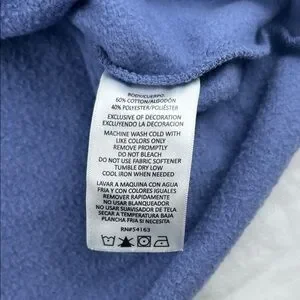 BODY/CUERPO:
60% COTTON/ALGODÓN
40% POLYESTER/POLIÉSTER
EXCLUSIVE OF DECORATION
EXCLUYENDO LA DECORACIÓN
MACHINE WASH COLD WITH
LIKE COLORS ONLY
REMOVE PROMPTLY
DO NOT BLEACH
DO NOT USE FABRIC SOFTENER
TUMBLE DRY LOW
COOL IRON WHEN NEEDED
LAVAR A MAQUINA CON AGUA
FRIA Y CON COLORES IGUALES
REMOVER RAPIDAMENTE
NO USAR BLANQUEADOR
NO USAR SUAVISADOR DE TELA
SECAR A TEMPERATURA BAJA
PLANCHA FRIA SI NECESITA
RN#54163